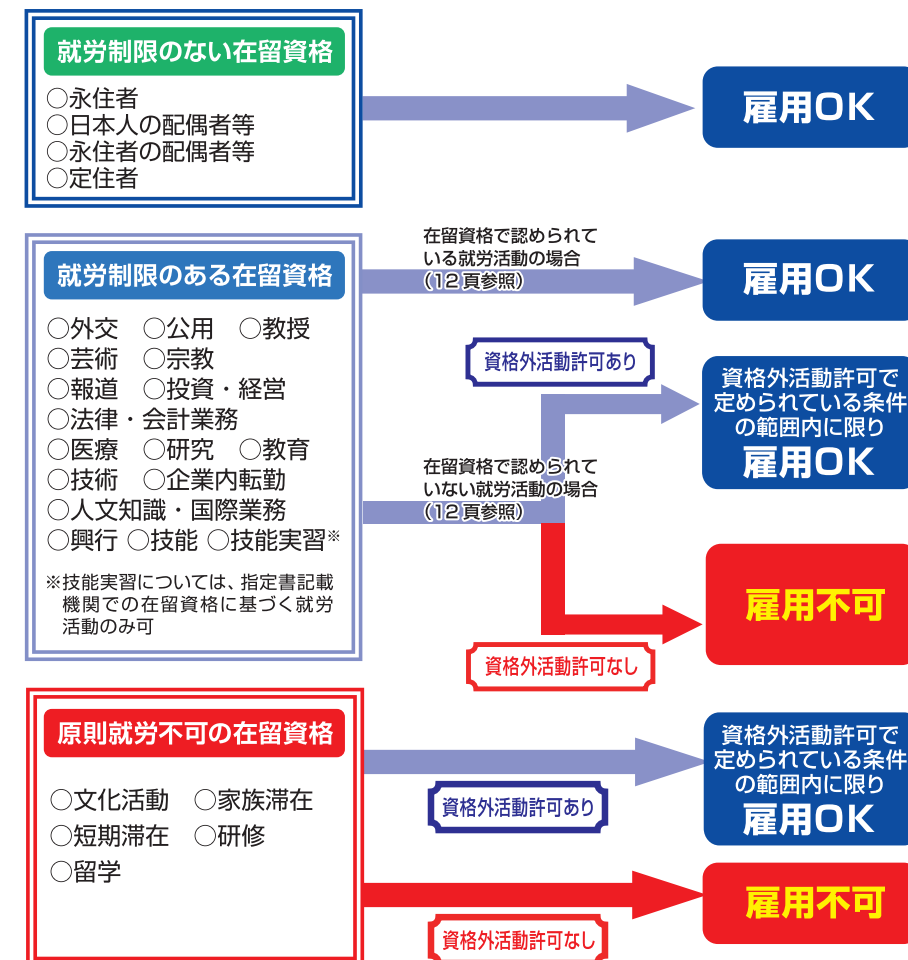 就労制限のない在留資格
○永住者
○日本人の配偶者等
○永住者の配偶者等
○定住者
雇用OK
就労制限のある在留資格
○外交 ○公用 ○教授
○芸術 ○宗教
○報道 ○投資・経営
○法律・会計業務
○医療 ○研究 ○教育
○技術 ○企業内転勤
○人文知識・国際業務
○興行 ○技能 ○技能実習※
※技能実習については、指定書記載
機関での在留資格に基づく就労
活動のみ可
在留資格で認められて
いる就労活動の場合
(12頁参照)
雇用OK
資格外活動許可あり
資格外活動許可で
定められている条件
の範囲内に限り
雇用OK
在留資格で認められて
いない就労活動の場合
(12頁参照)
雇用不可
資格外活動許可なし
原則就労不可の在留資格
○文化活動 ○家族滞在
○短期滞在 ○研修
○留学
資格外活動許可あり
資格外活動許可で
定められている条件
の範囲内に限り
雇用OK
資格外活動許可なし
雇用不可